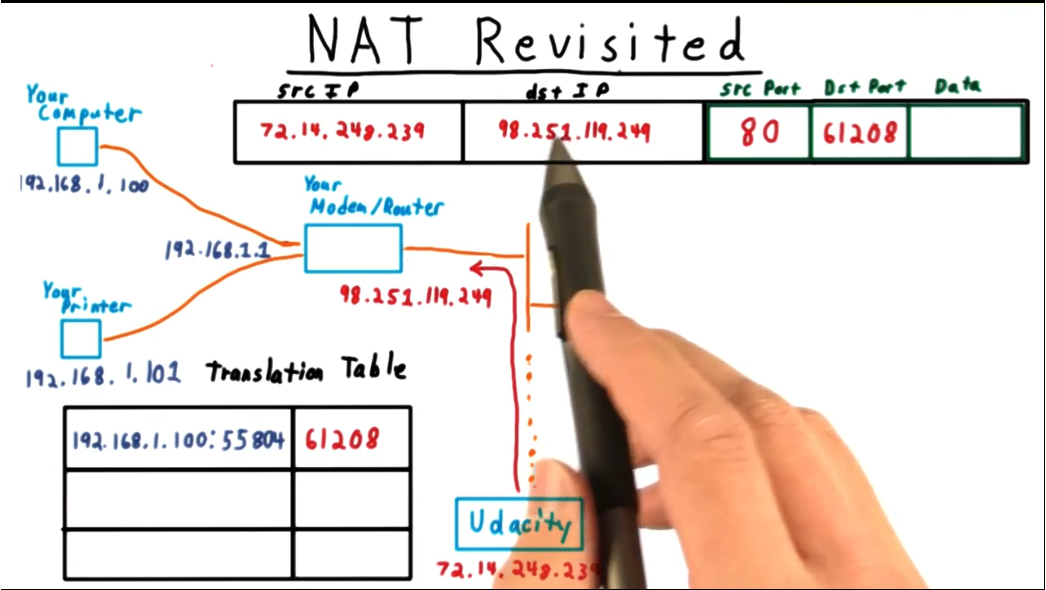 NAT Revisited
src IP dst IP Src Port Dst Port Data
72.14.248.239 98.251.119.249 80 61208
Your
Computer
192.168.1.100
Your
Modem/Router
192.168.1.1
98.251.119.249
Your
Printer
192.168.1.101
Translation Table
192.168.1.100:55804 61208
Udacity
72.14.248.239